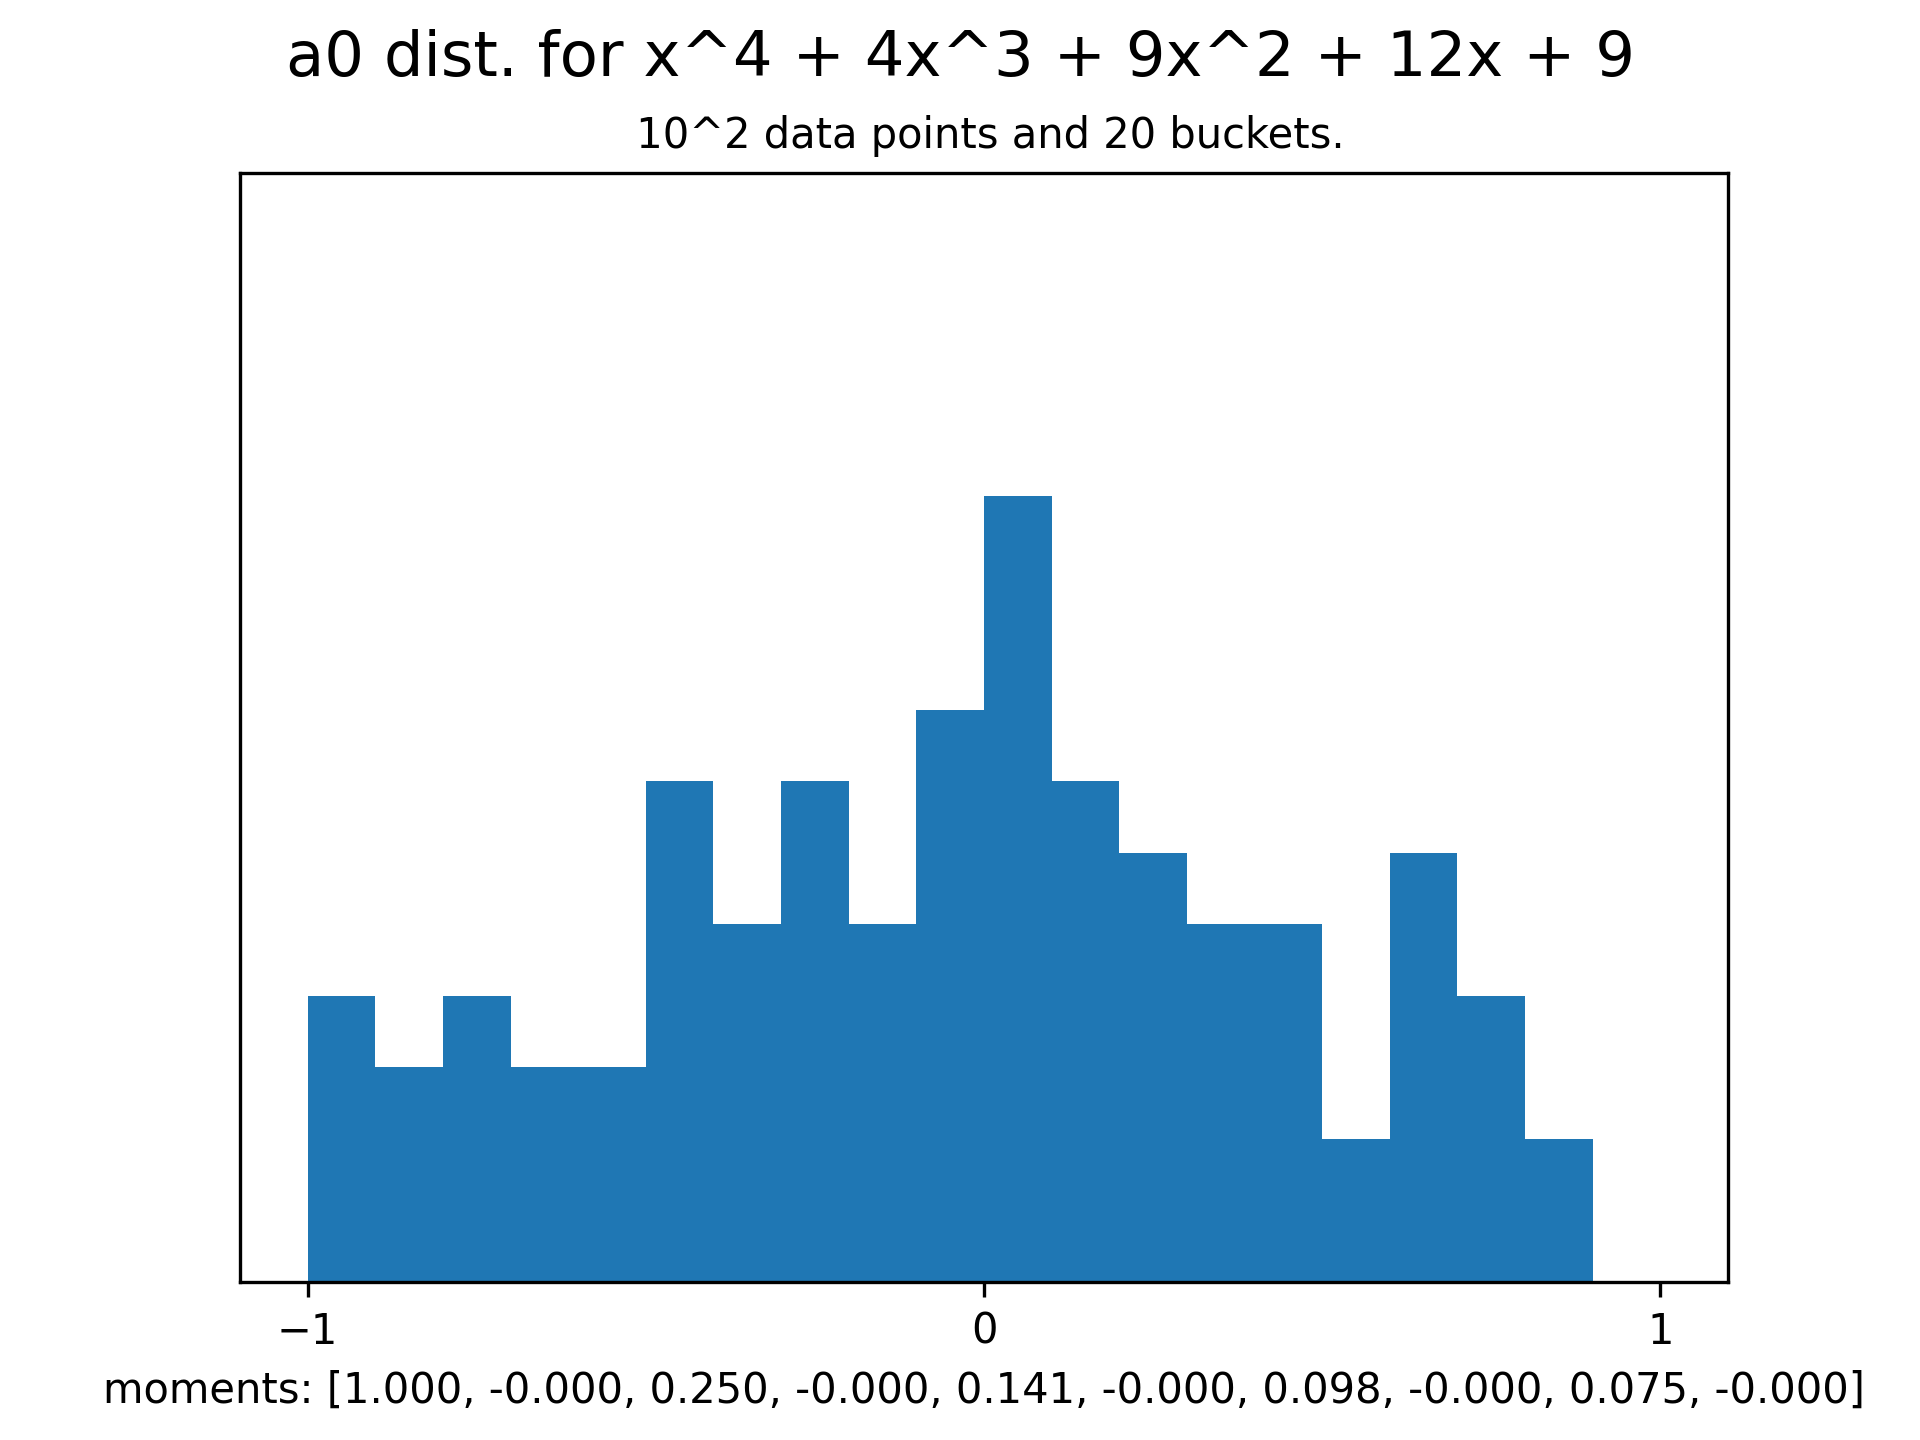 a0 dist. for x^4 + 4x^3 + 9x^2 + 12x + 9
10^2 data points and 20 buckets.
−1 0 1
moments: [1.000, -0.000, 0.250, -0.000, 0.141, -0.000, 0.098, -0.000, 0.075, -0.000]